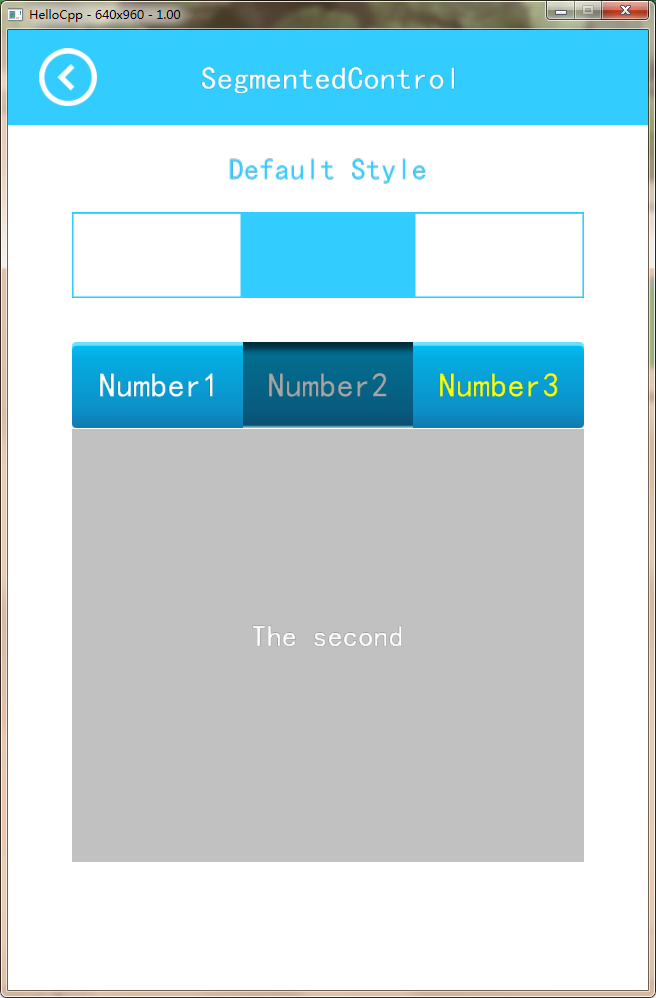 HelloCpp - 640x960 - 1.00
SegmentedControl
Default Style
Number1 Number2 Number3
The second